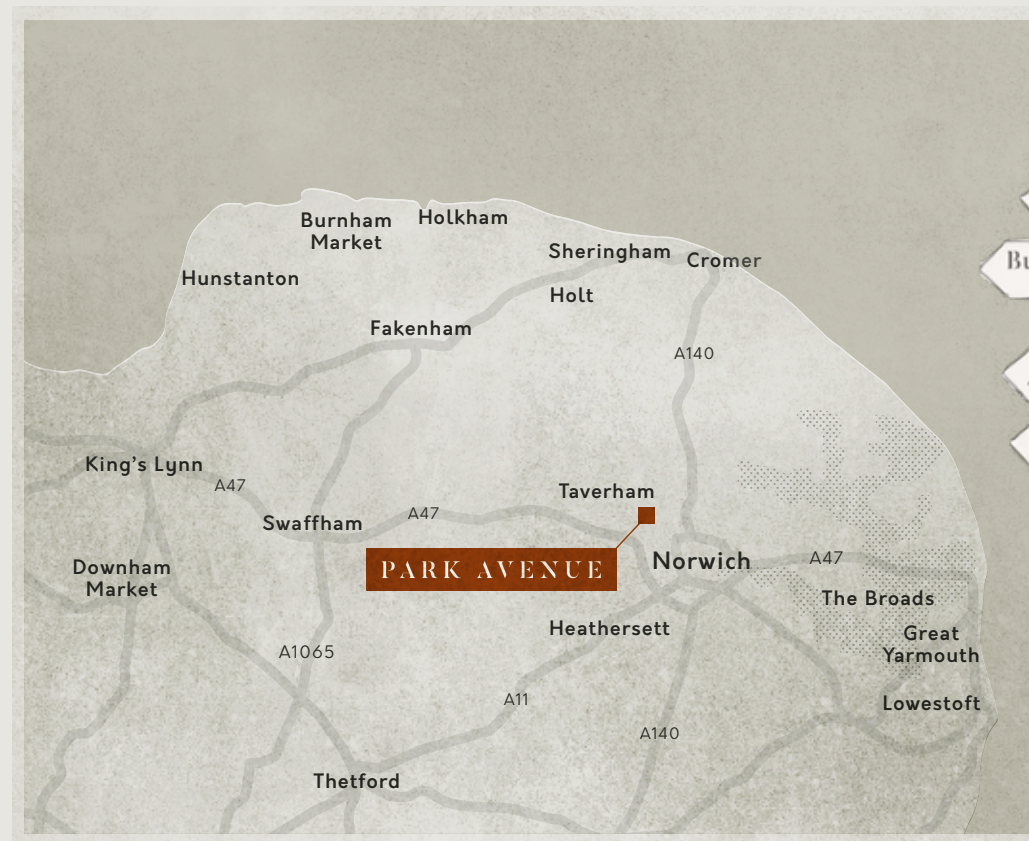 Burnham
Market
Holkham
Sheringham
Cromer
Hunstanton
Holt
Fakenham
A140
King's Lynn
A47
Taverham
Swaffham
A47
PARK AVENUE
Norwich
A47
Downham
Market
The Broads
Heathersett
Great
Yarmouth
A1065
A11
Lowestoft
A140
Thetford